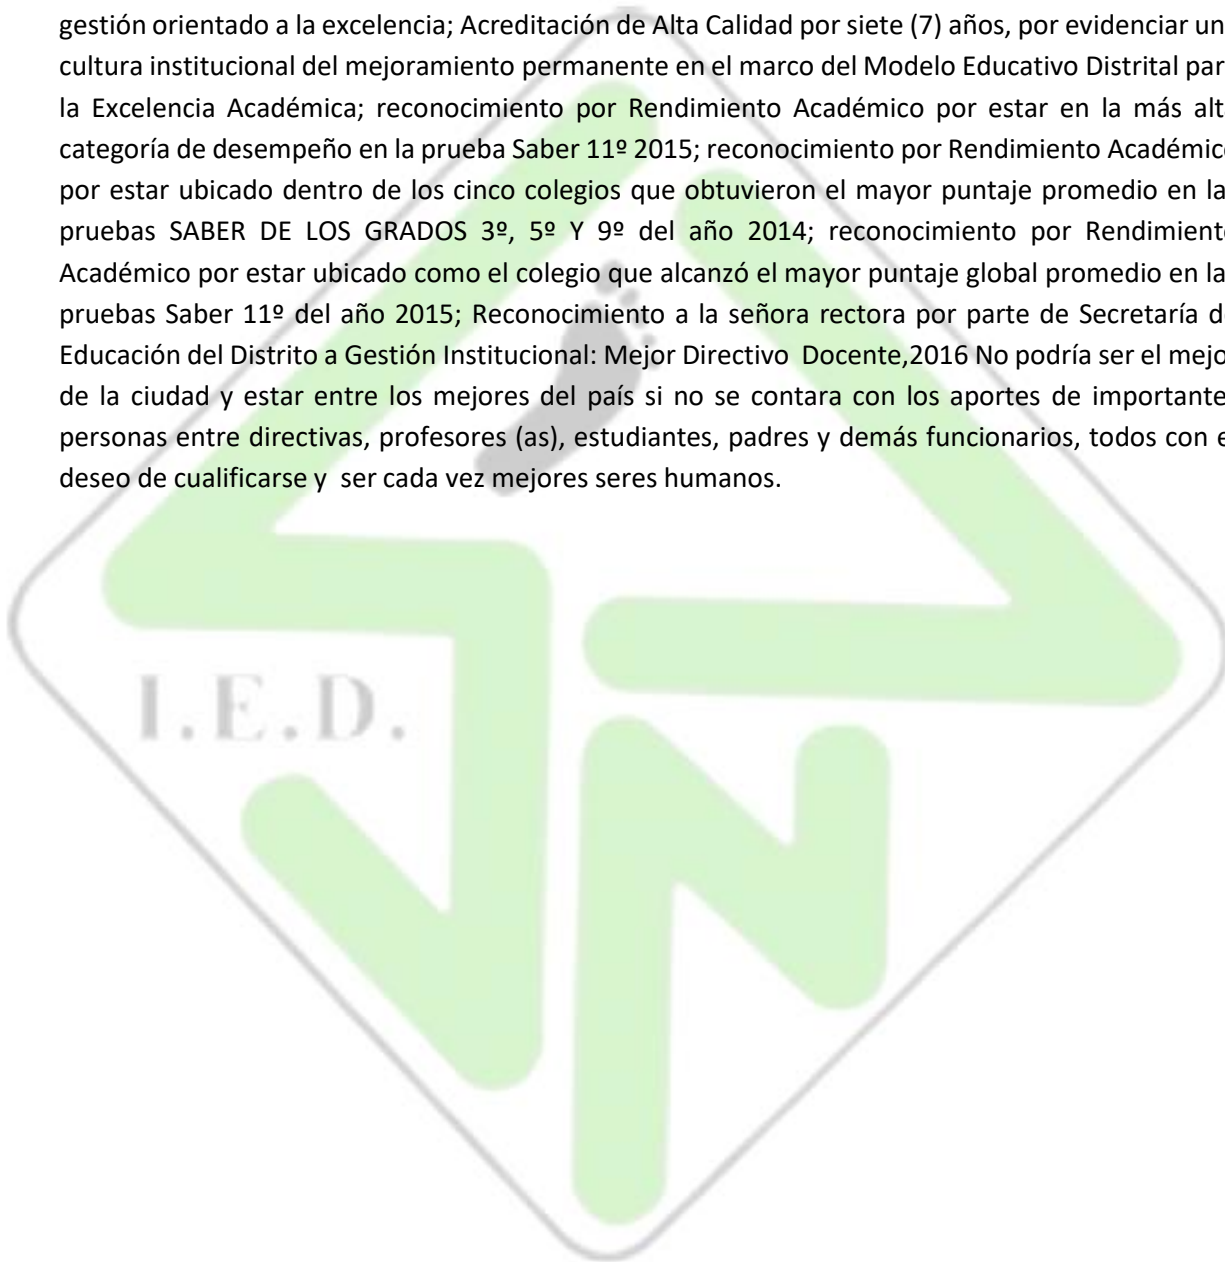 gestión orientado a la excelencia; Acreditación de Alta Calidad por siete (7) años, por evidenciar un
cultura institucional del mejoramiento permanente en el marco del Modelo Educativo Distrital par
la Excelencia Académica; reconocimiento por Rendimiento Académico por estar en la más alt
categoría de desempeño en la prueba Saber 11º 2015; reconocimiento por Rendimiento Académic
por estar ubicado dentro de los cinco colegios que obtuvieron el mayor puntaje promedio en la
pruebas SABER DE LOS GRADOS 3º, 5º Y 9º del año 2014; reconocimiento por Rendimient
Académico por estar ubicado como el colegio que alcanzó el mayor puntaje global promedio en la
pruebas Saber 11º del año 2015; Reconocimiento a la señora rectora por parte de Secretaría d
Educación del Distrito a Gestión Institucional: Mejor Directivo Docente,2016 No podría ser el mejo
de la ciudad y estar entre los mejores del país si no se contara con los aportes de importante
personas entre directivas, profesores (as), estudiantes, padres y demás funcionarios, todos con e
deseo de cualificarse y ser cada vez mejores seres humanos.
I.E.D.